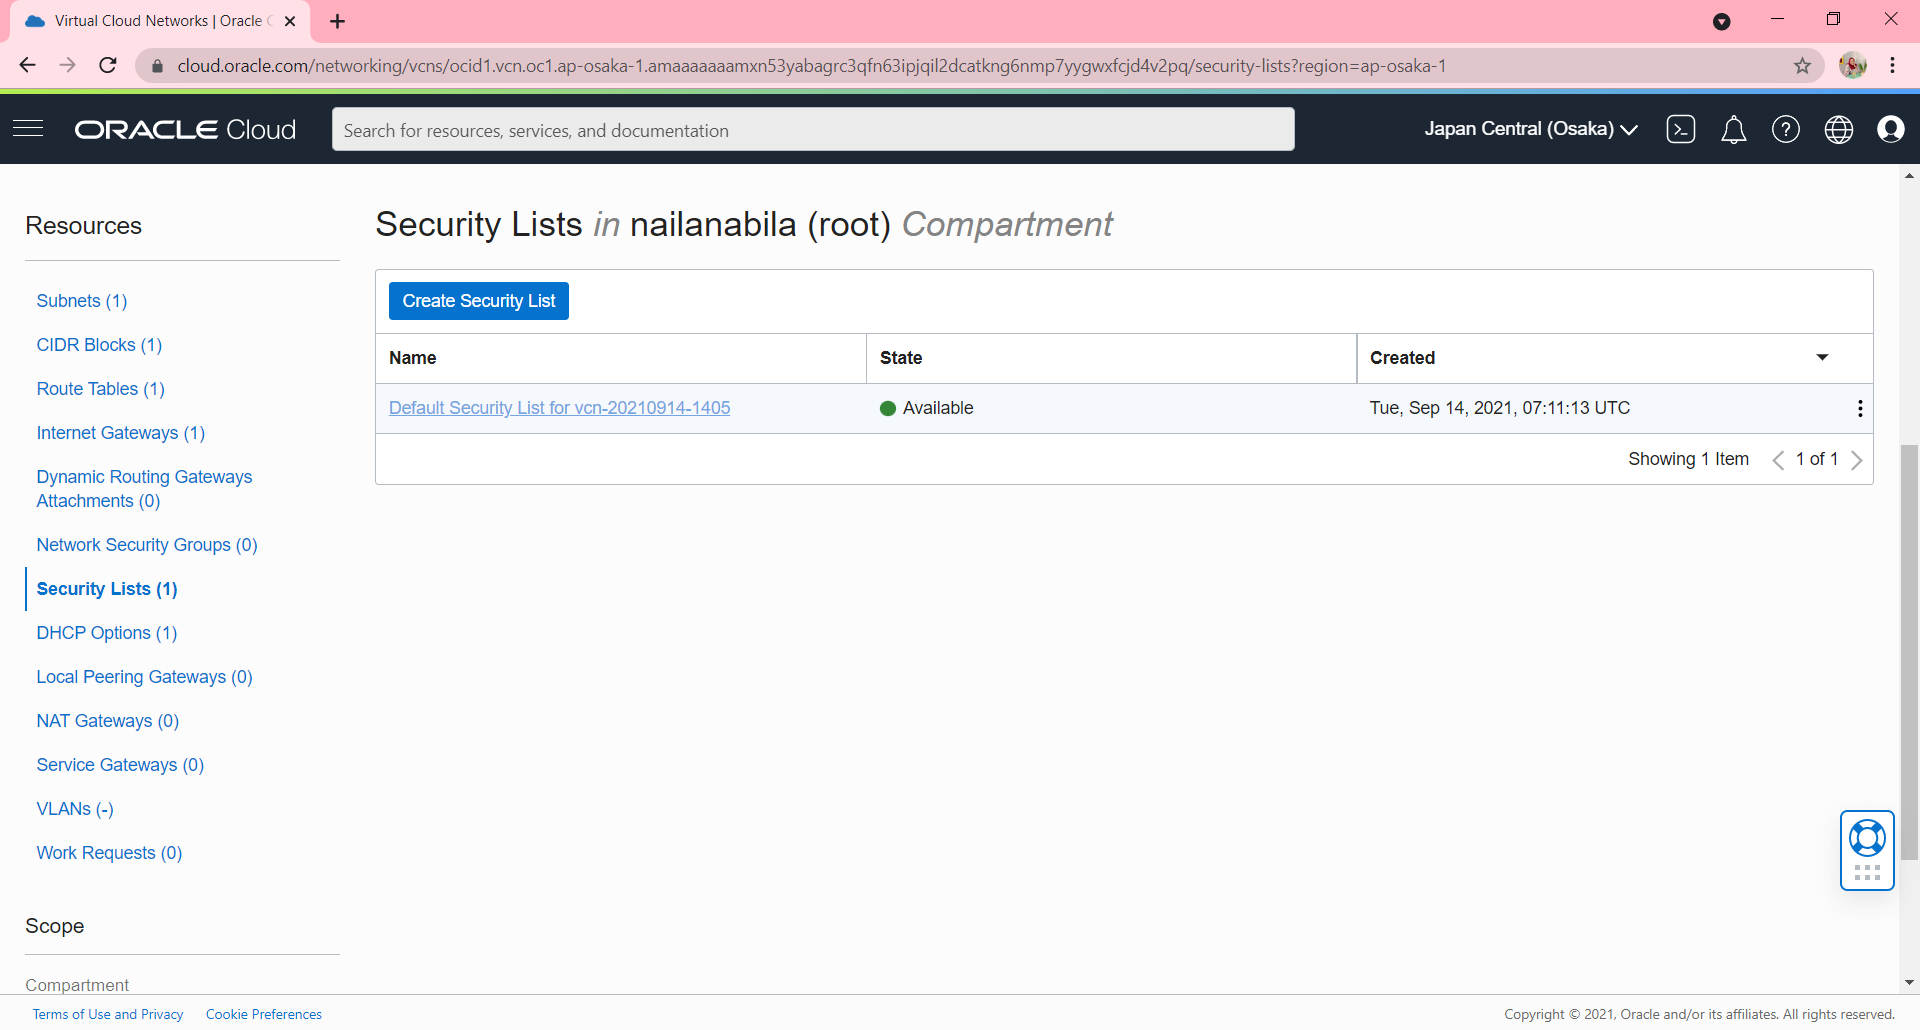 Virtual Cloud Networks | Oracle C
cloud.oracle.com/networking/vcns/ocid1.vcn.oc1.ap-osaka-1.amaaaaaaamxn53yabagrc3qfn63ipjqil2dcatkng6nmp7yygwxfcjd4v2pq/security-lists?region=ap-osaka-1
ORACLE Cloud
Search for resources, services, and documentation
Japan Central (Osaka)
Resources
Subnets (1)
CIDR Blocks (1)
Route Tables (1)
Internet Gateways (1)
Dynamic Routing Gateways
Attachments (0)
Network Security Groups (0)
Security Lists (1)
DHCP Options (1)
Local Peering Gateways (0)
NAT Gateways (0)
Service Gateways (0)
VLANs (-)
Work Requests (0)
Scope
Compartment
Security Lists in nailanabila (root) Compartment
Create Security List
Name State Created
Default Security List for vcn-20210914-1405 Available Tue, Sep 14, 2021, 07:11:13 UTC
Showing 1 Item 1 of 1
Terms of Use and Privacy Cookie Preferences
Copyright © 2021, Oracle and/or its affiliates. All rights reserved.